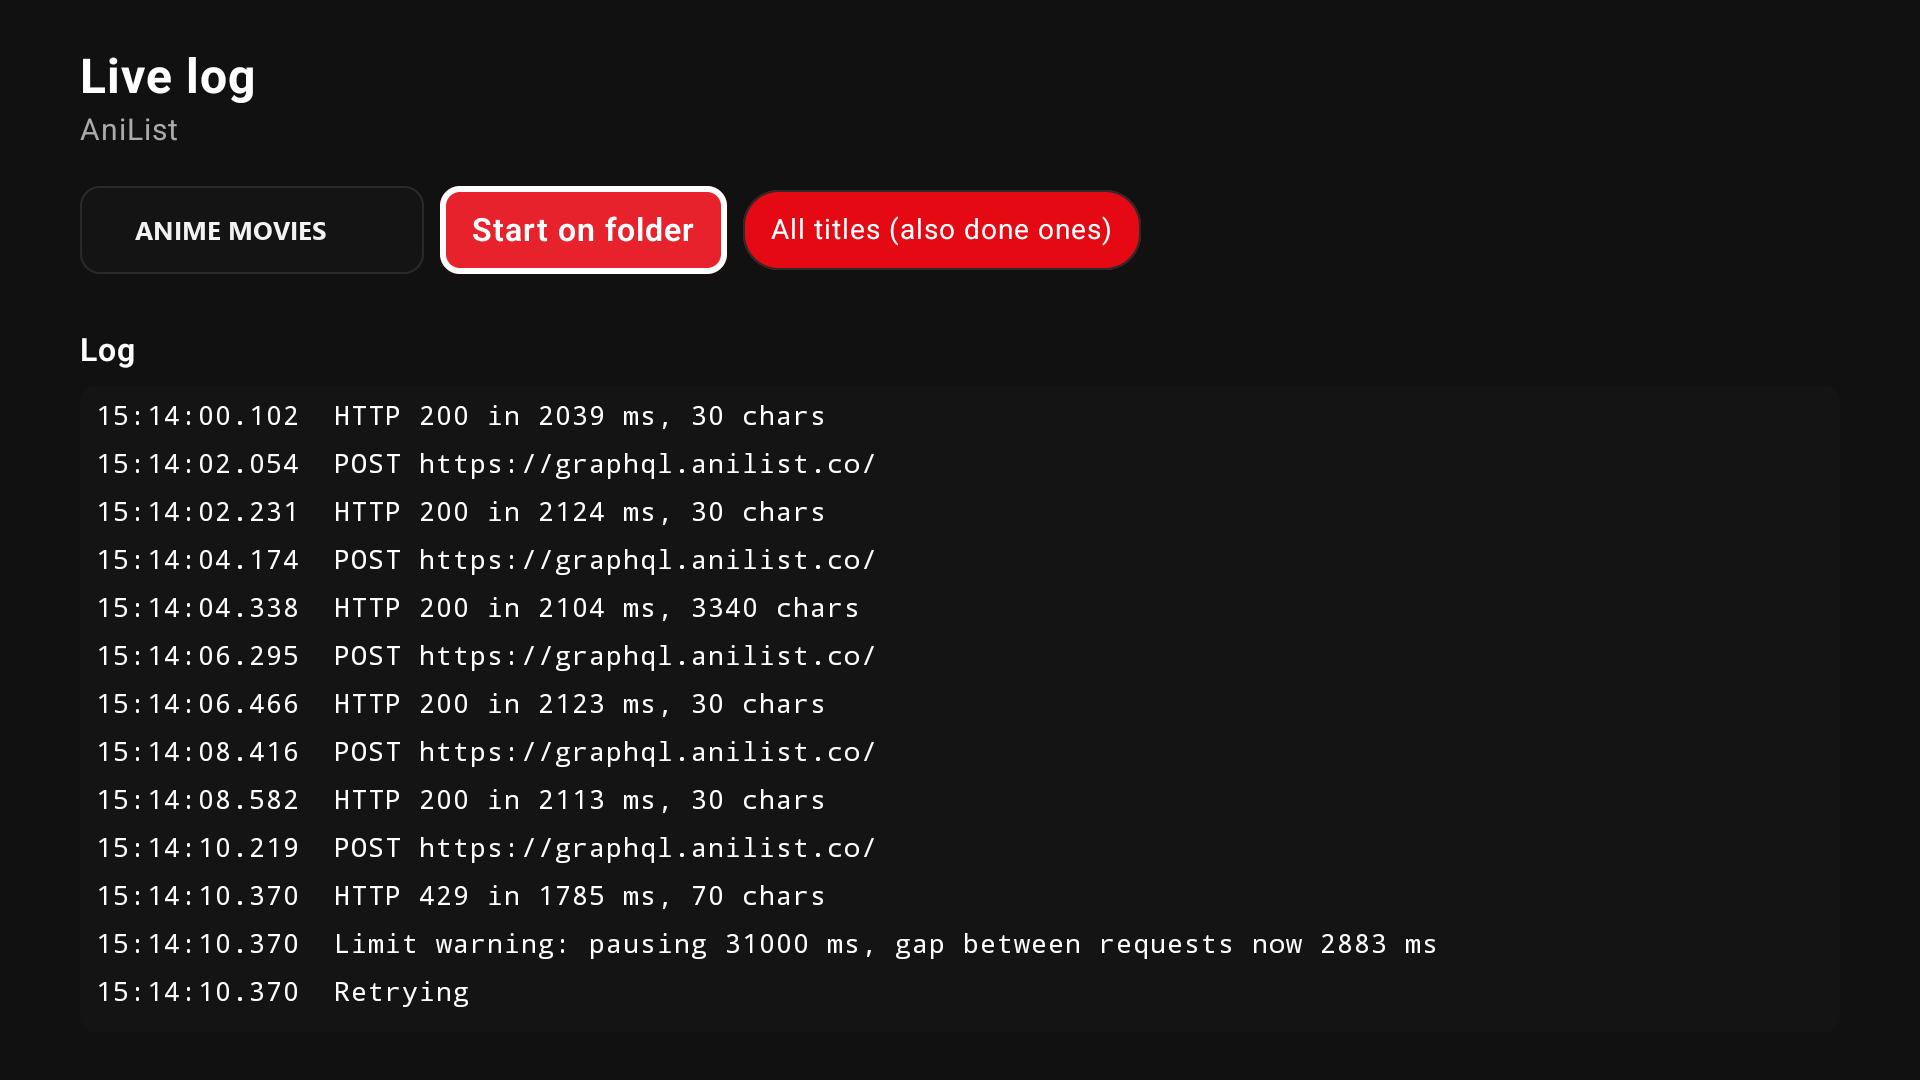 Live log
AniList
ANIME MOVIES
Start on folder
All titles (also done ones)
Log
15:14:00.102  HTTP 200 in 2039 ms, 30 chars
15:14:02.054  POST https://graphql.anilist.co/
15:14:02.231  HTTP 200 in 2124 ms, 30 chars
15:14:04.174  POST https://graphql.anilist.co/
15:14:04.338  HTTP 200 in 2104 ms, 3340 chars
15:14:06.295  POST https://graphql.anilist.co/
15:14:06.466  HTTP 200 in 2123 ms, 30 chars
15:14:08.416  POST https://graphql.anilist.co/
15:14:08.582  HTTP 200 in 2113 ms, 30 chars
15:14:10.219  POST https://graphql.anilist.co/
15:14:10.370  HTTP 429 in 1785 ms, 70 chars
15:14:10.370  Limit warning: pausing 31000 ms, gap between requests now 2883 ms
15:14:10.370  Retrying